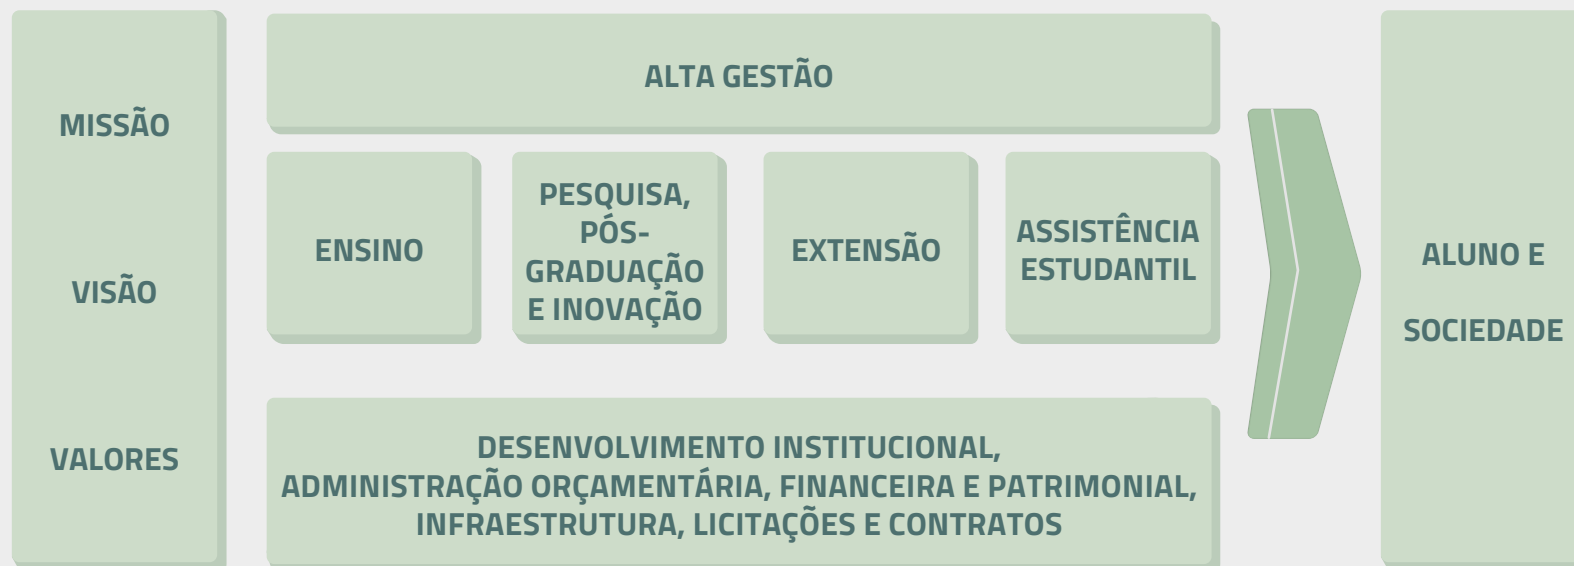 MISSÃO
VISÃO
VALORES
ALTA GESTÃO
ENSINO
PESQUISA,
PÓS-
GRADUAÇÃO
E INOVAÇÃO
EXTENSÃO
ASSISTÊNCIA
ESTUDANTIL
DESENVOLVIMENTO INSTITUCIONAL,
ADMINISTRAÇÃO ORÇAMENTÁRIA, FINANCEIRA E PATRIMONIAL,
INFRAESTRUTURA, LICITAÇÕES E CONTRATOS
ALUNO E
SOCIEDADE